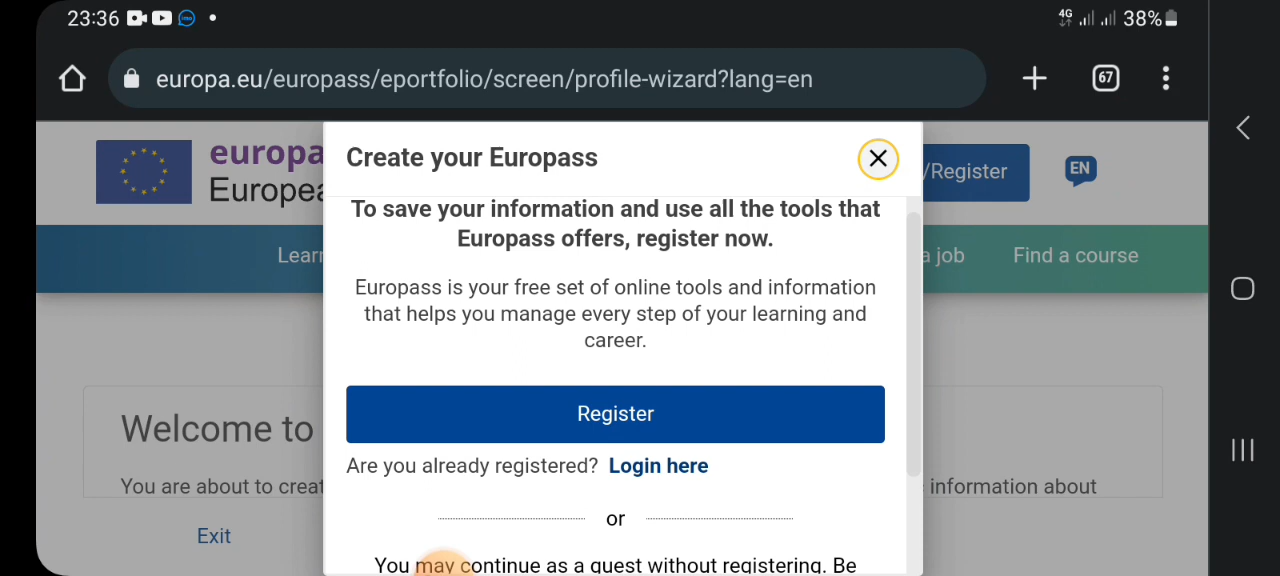 23:36
4G
38%
europa.eu/europass/eportfolio/screen/profile-wizard?lang=en
67
Create your Europass
europa
Europea
/Register
EN
To save your information and use all the tools that
Europass offers, register now.
Learn
a job
Find a course
Europass is your free set of online tools and information
that helps you manage every step of your learning and
career.
Register
Welcome to
Are you already registered? Login here
You are about to creat
information about
or
Exit
You may continue as a guest without registering. Be